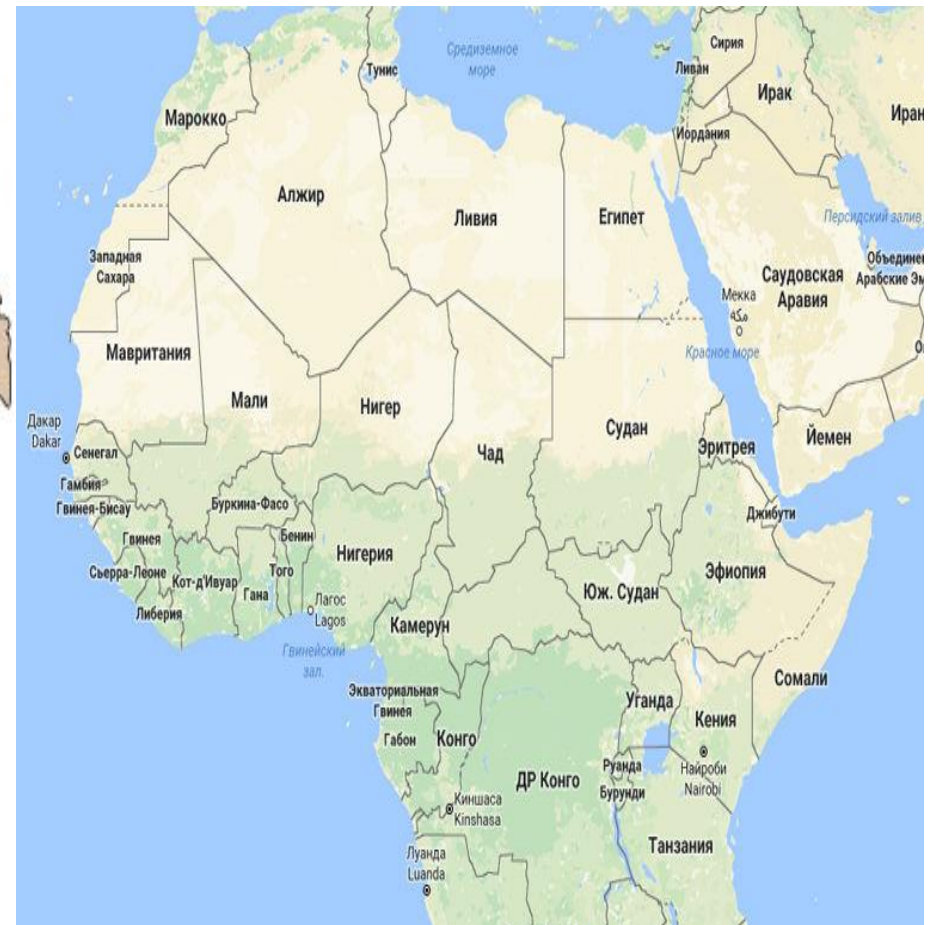 Средиземное
море
Сирия
Ливан
Тунис
Ирак
Иран
Марокко
Иордания
Алжир
Ливия
Египет
Персидский залив
Западная
Сахара
Объединен
Арабские Эм
Саудовская
Аравия
Мекка
مكة
Красное море
Мавритания
Мали
Нигер
Судан
Чад
Эритрея
Йемен
Дакар
Dakar
Сенегал
Гамбия
Гвинея-Бисау
Буркина-Фасо
Джибути
Гвинея
Бенин
Нигерия
Сьерра-Леоне
Кот-д'Ивуар
Того
Гана
Эфиопия
Юж. Судан
Либерия
Лагос
Lagos
Камерун
Гвинейский
зал.
Сомали
Экваториальная
Гвинея
Уганда
Кения
Габон
Конго
Руанда
Найроби
Nairobi
ДР Конго
Бурунди
Киншаса
Kinshasa
Танзания
Луанда
Luanda